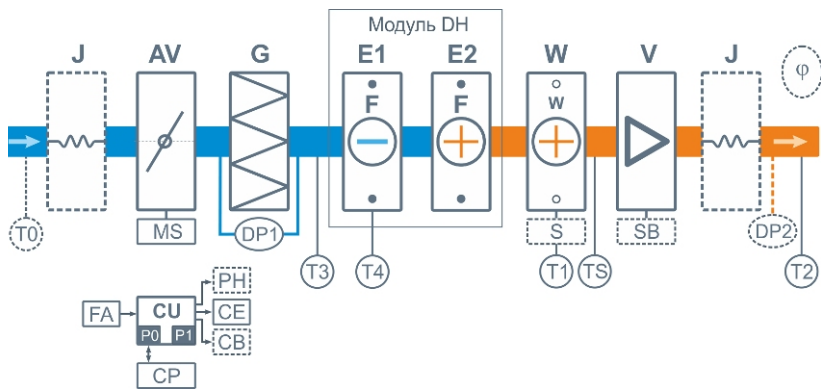 Модуль DH
J AV G E1 E2 W V J
φ
F F w
MS DP1 S SB DP2
T0 T3 T4 T1 TS T2
PH
FA CU CE
P0 P1
CB
CP